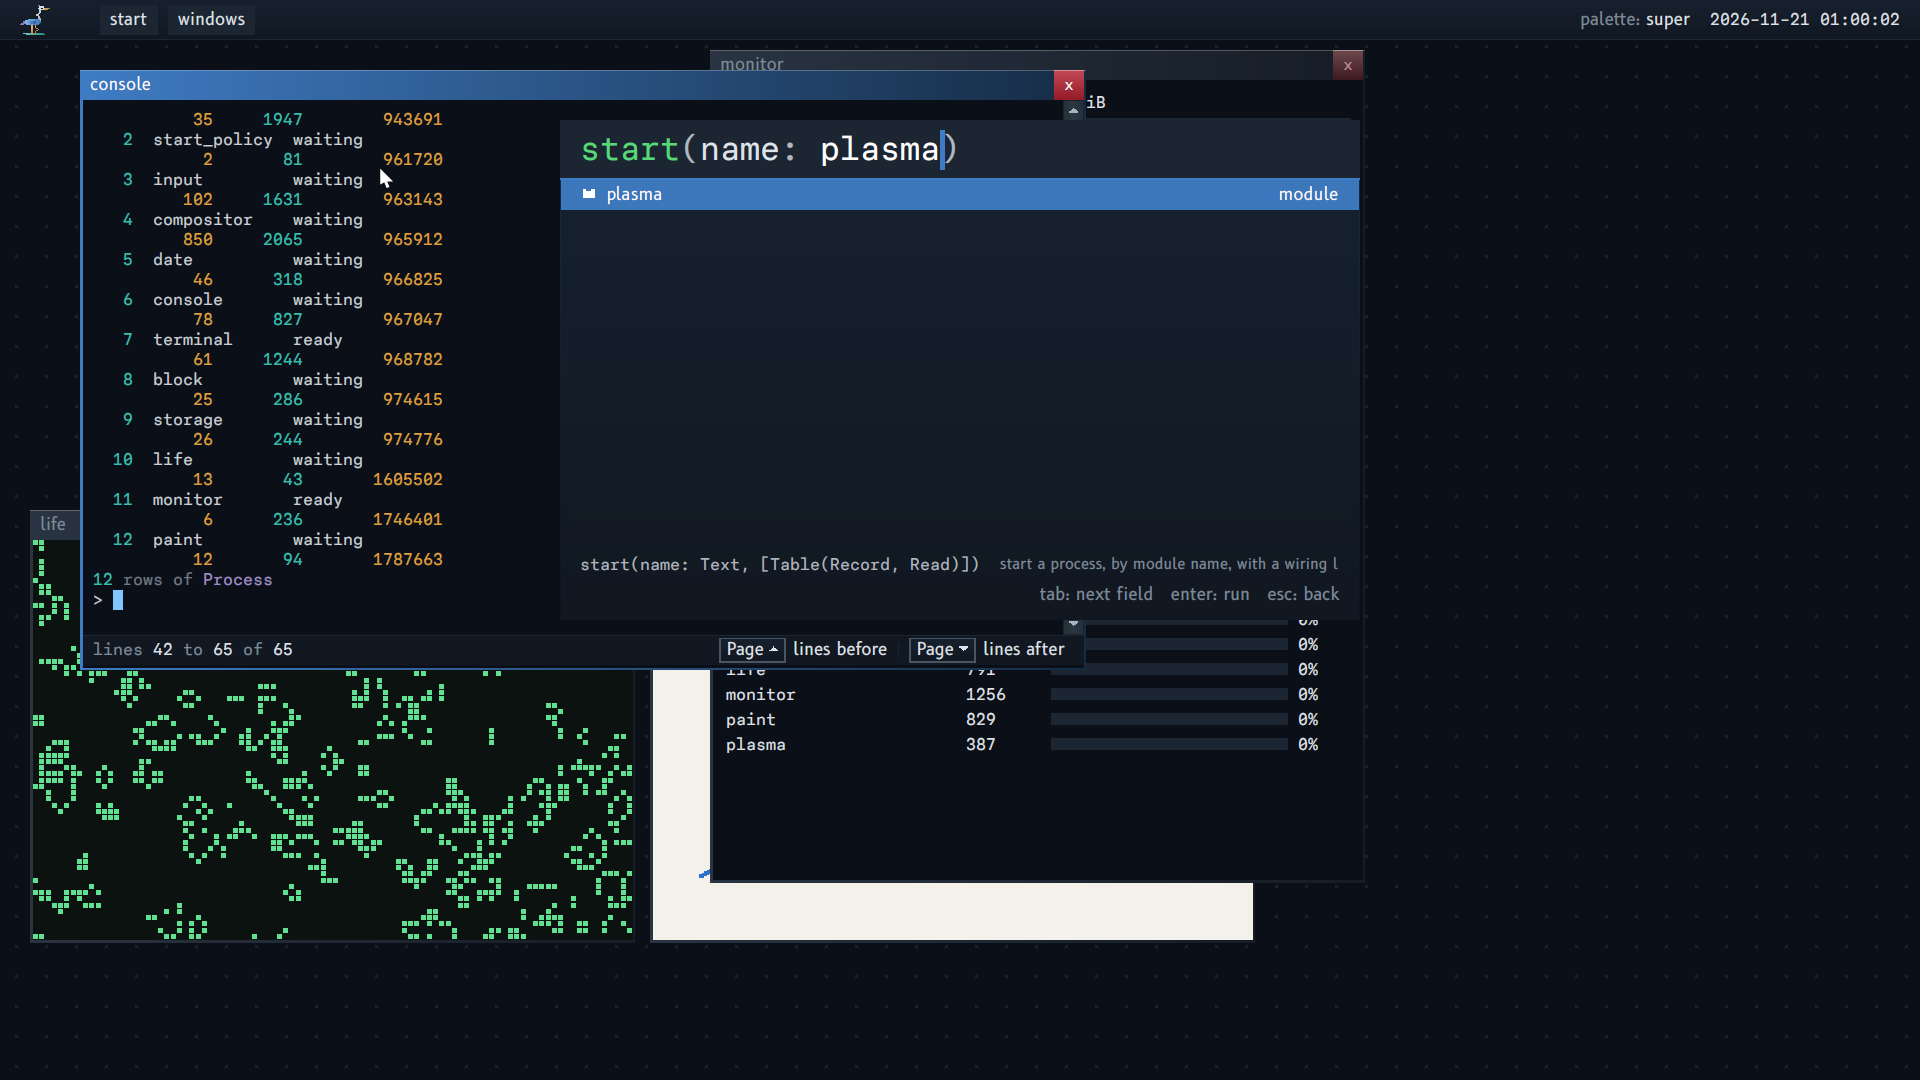 start windows palette: super 2026-11-21 01:00:02
monitor x
console x
iB
35 1947 943691
2 start_policy waiting
2 81 961720
3 input waiting
102 1631 963143
4 compositor waiting
850 2065 965912
5 date waiting
46 318 966825
6 console waiting
78 827 967047
7 terminal ready
61 1244 968782
8 block waiting
25 286 974615
9 storage waiting
26 244 974776
10 life waiting
13 43 1605502
11 monitor ready
6 236 1746401
12 paint waiting
12 94 1787663
12 rows of Process
>
lines 42 to 65 of 65 Page lines before Page lines after
start(name: plasma)
plasma module
start(name: Text, [Table(Record, Read)]) start a process, by module name, with a wiring l
tab: next field enter: run esc: back
life
0%
0%
life 791 0%
monitor 1256 0%
paint 829 0%
plasma 387 0%